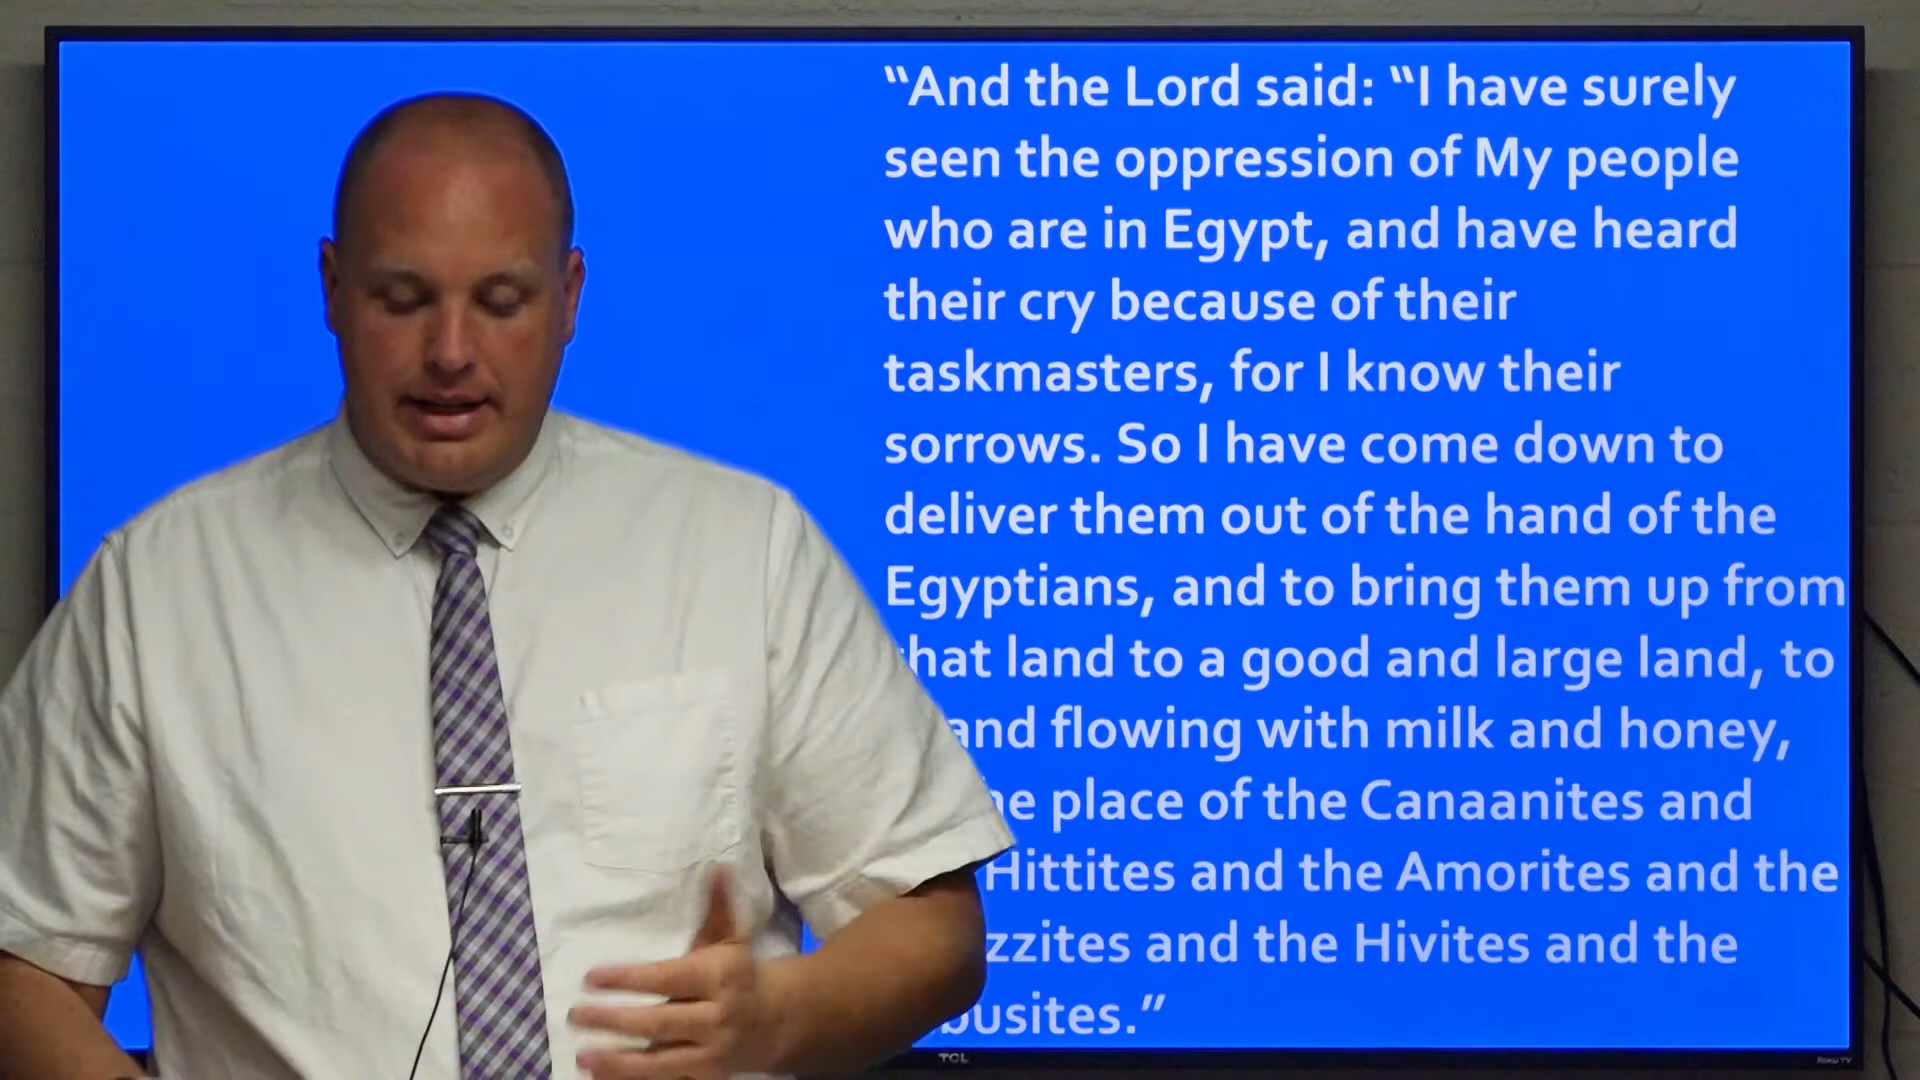 “And the Lord said: “I have surely
seen the oppression of My people
who are in Egypt, and have heard
their cry because of their
taskmasters, for I know their
sorrows. So I have come down to
deliver them out of the hand of the
Egyptians, and to bring them up from
land to a good and large land, to
flowing with milk and honey,
place of the Canaanites and
Hittites and the Amorites and the
and the Hivites and the
TCL
Roku TV